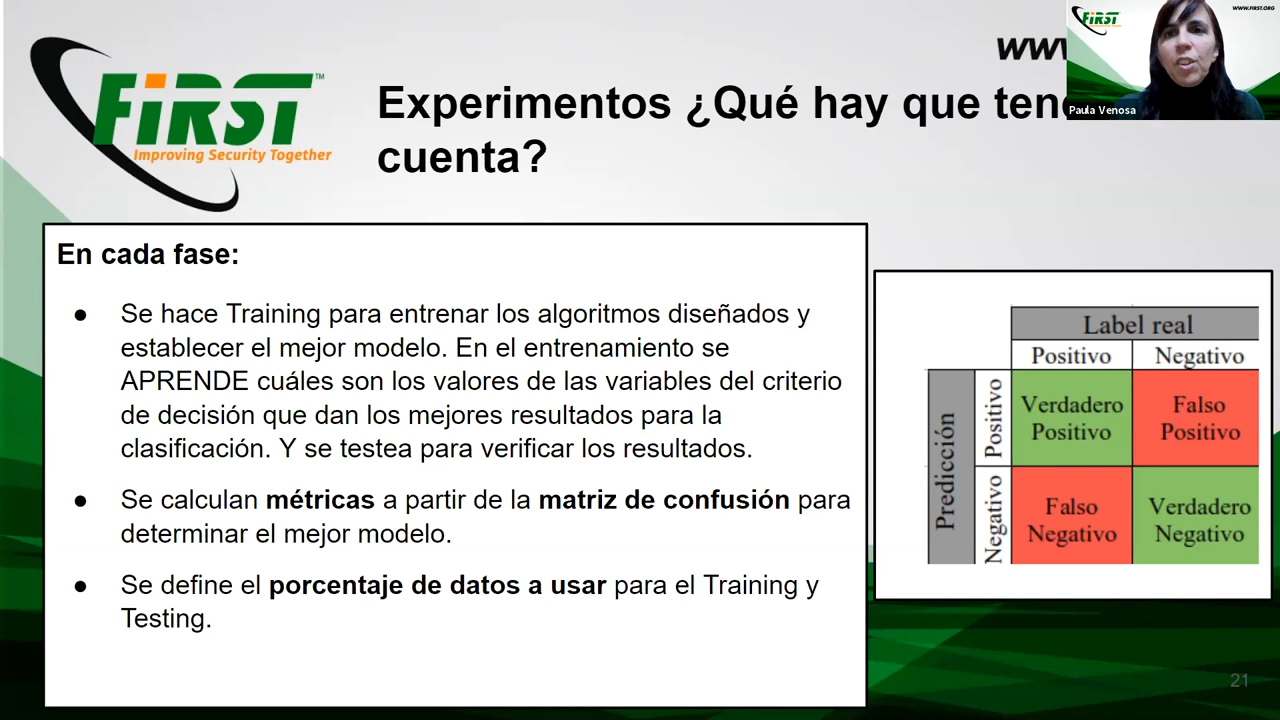 FiRST™
Improving Security Together
www
FiRST
WWW.FIRST.ORG
Paula Venosa
Experimentos ¿Qué hay que
cuenta?
En cada fase:
● Se hace Training para entrenar los algoritmos diseñados y
establecer el mejor modelo. En el entrenamiento se
APRENDE cuáles son los valores de las variables del criterio
de decisión que dan los mejores resultados para la
clasificación. Y se testea para verificar los resultados.
● Se calculan métricas a partir de la matriz de confusión para
determinar el mejor modelo.
● Se define el porcentaje de datos a usar para el Training y
Testing.
Label real
Positivo Negativo
Predicción
Positivo
Verdadero Falso
Positivo Positivo
Negativo
Falso Verdadero
Negativo Negativo
21